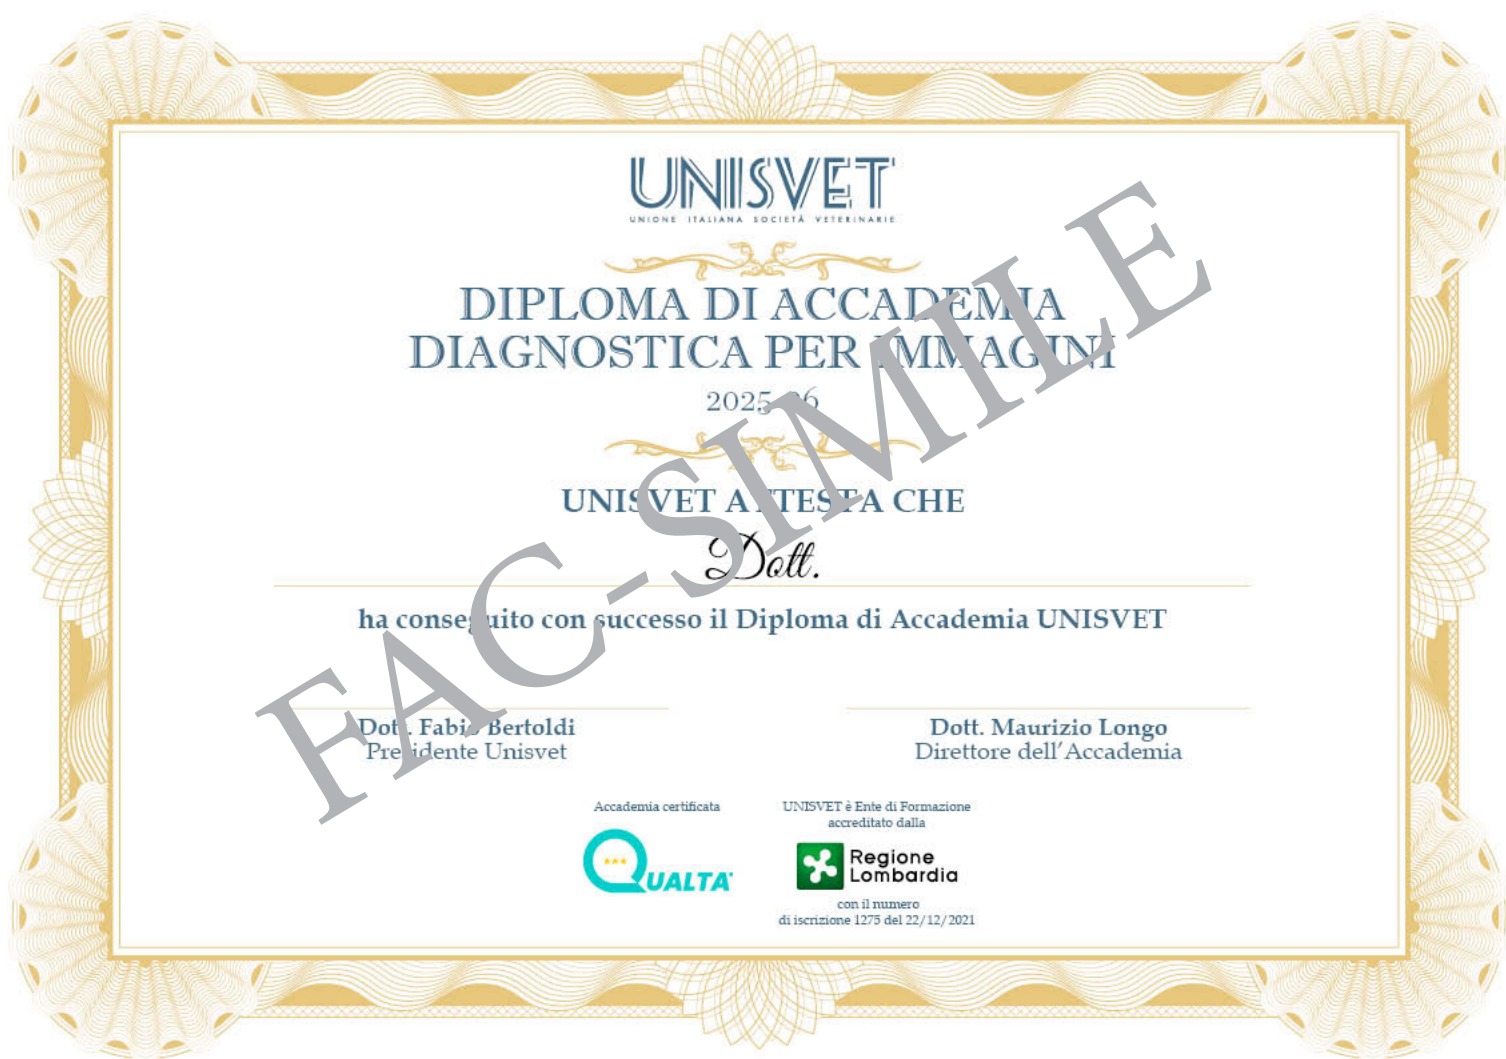 UNISVET
UNIONE ITALIANA SOCIETÀ VETERINARIE
DIPLOMA DI ACCADEMIA
DIAGNOSTICA PER IMMAGINI
2025-26
UNISVET ATTESTA CHE
Dott.
ha conseguito con successo il Diploma di Accademia UNISVET
Dott. Fabio Bertoldi
Presidente Unisvet
Dott. Maurizio Longo
Direttore dell'Accademia
Accademia certificata
QUALTA
UNISVET è Ente di Formazione
accreditato dalla
Regione
Lombardia
con il numero
di iscrizione 1275 del 22/12/2021
FAC-SIMILE